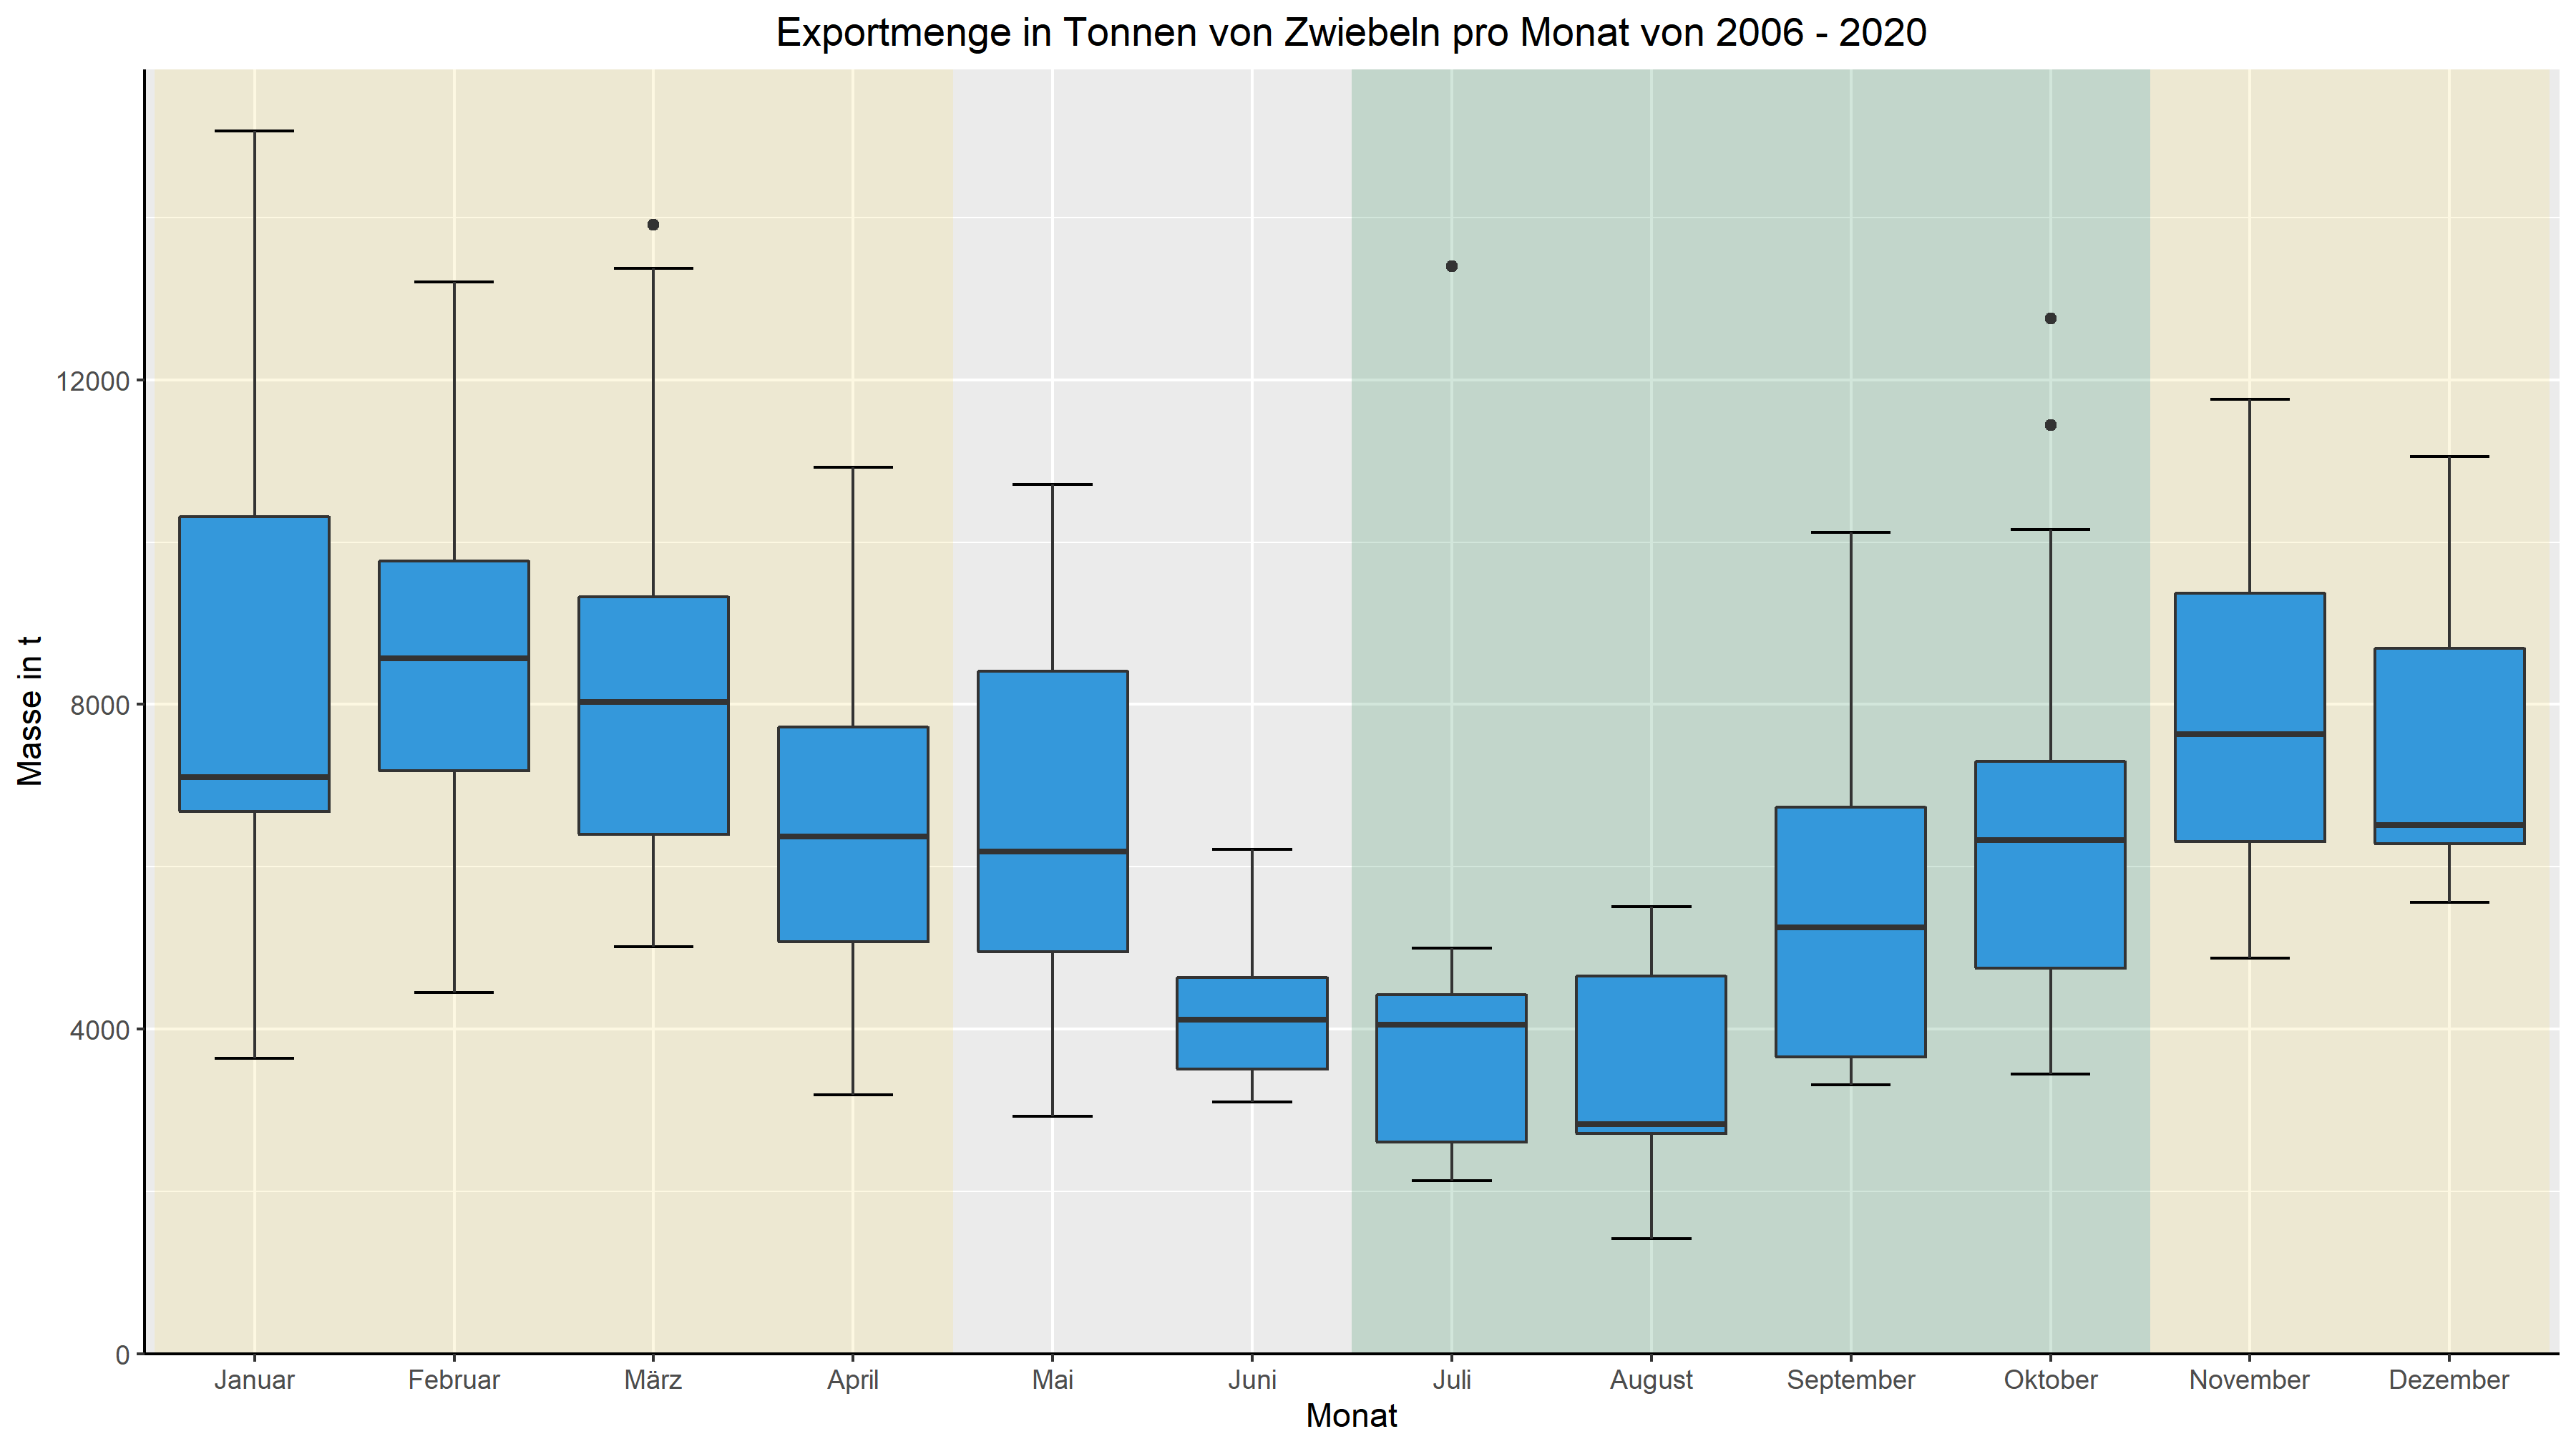 Exportmenge in Tonnen von Zwiebeln pro Monat von 2006 - 2020
Masse in t
12000
8000
4000
0
Januar Februar März April Mai Juni Juli August September Oktober November Dezember
Monat